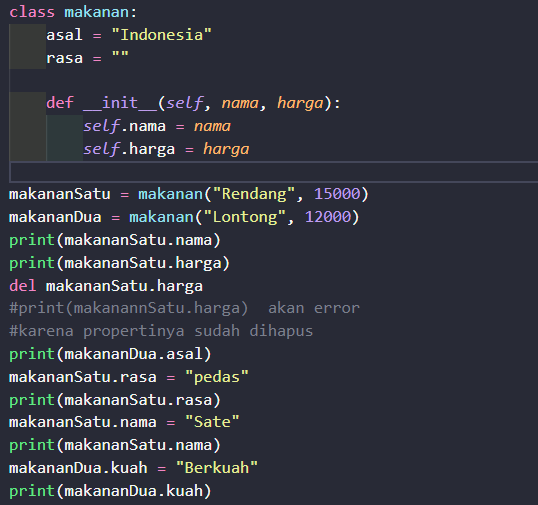 class makanan:
    asal = "Indonesia"
    rasa = ""
    def __init__(self, nama, harga):
        self.nama = nama
        self.harga = harga
makananSatu = makanan("Rendang", 15000)
makananDua = makanan("Lontong", 12000)
print(makananSatu.nama)
print(makananSatu.harga)
del makananSatu.harga
#print(makanannSatu.harga)  akan error
#karena propertinya sudah dihapus
print(makananDua.asal)
makananSatu.rasa = "pedas"
print(makananSatu.rasa)
makananSatu.nama = "Sate"
print(makananSatu.nama)
makananDua.kuah = "Berkuah"
print(makananDua.kuah)